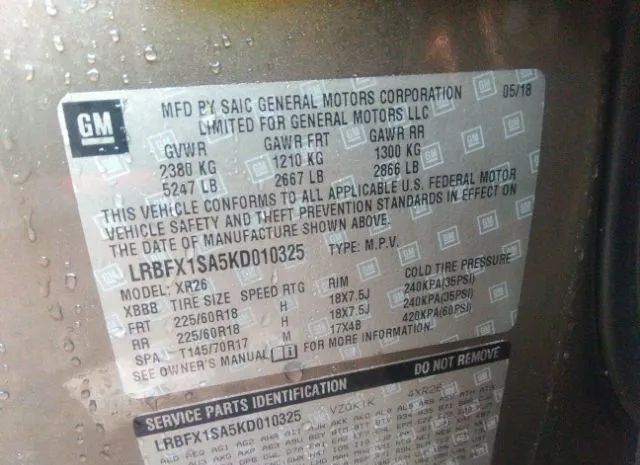 GM
MFD BY SAIC GENERAL MOTORS CORPORATION 05/18
LIMITED FOR GENERAL MOTORS LLC
GVWR GAWR FRT GAWR RR
2380 KG 1210 KG 1300 KG
5247 LB 2667 LB 2866 LB
THIS VEHICLE CONFORMS TO ALL APPLICABLE U.S. FEDERAL MOTOR
VEHICLE SAFETY AND THEFT PREVENTION STANDARDS IN EFFECT ON
THE DATE OF MANUFACTURE SHOWN ABOVE.
LRBFX1SA5KD010325 TYPE: M.P.V.
MODEL: XR26
XBBB TIRE SIZE SPEED RTG RIM COLD TIRE PRESSURE
FRT 225/60R18 H 18X7.5J 240KPA(35PSI)
RR 225/60R18 H 18X7.5J 240KPA(35PSI)
SPA T145/70R17 M 17X4B 420KPA(60PSI)
SEE OWNER'S MANUAL FOR MORE INFORMATION.
SERVICE PARTS IDENTIFICATION DO NOT REMOVE
LRBFX1SA5KD010325 VZQK1K 4XR26